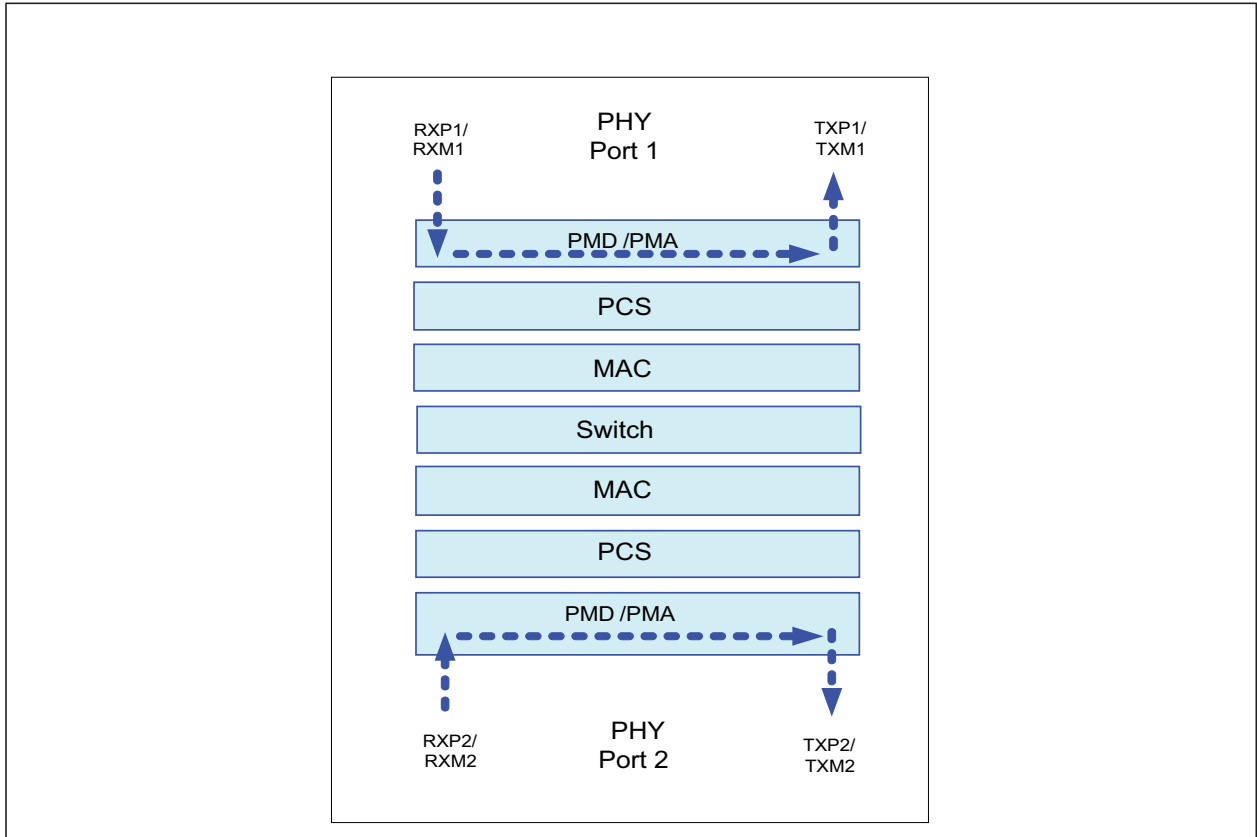 RXP1/
RXM1
PHY
Port 1
TXP1/
TXM1
PMD /PMA
PCS
MAC
Switch
MAC
PCS
PMD /PMA
RXP2/
RXM2
PHY
Port 2
TXP2/
TXM2